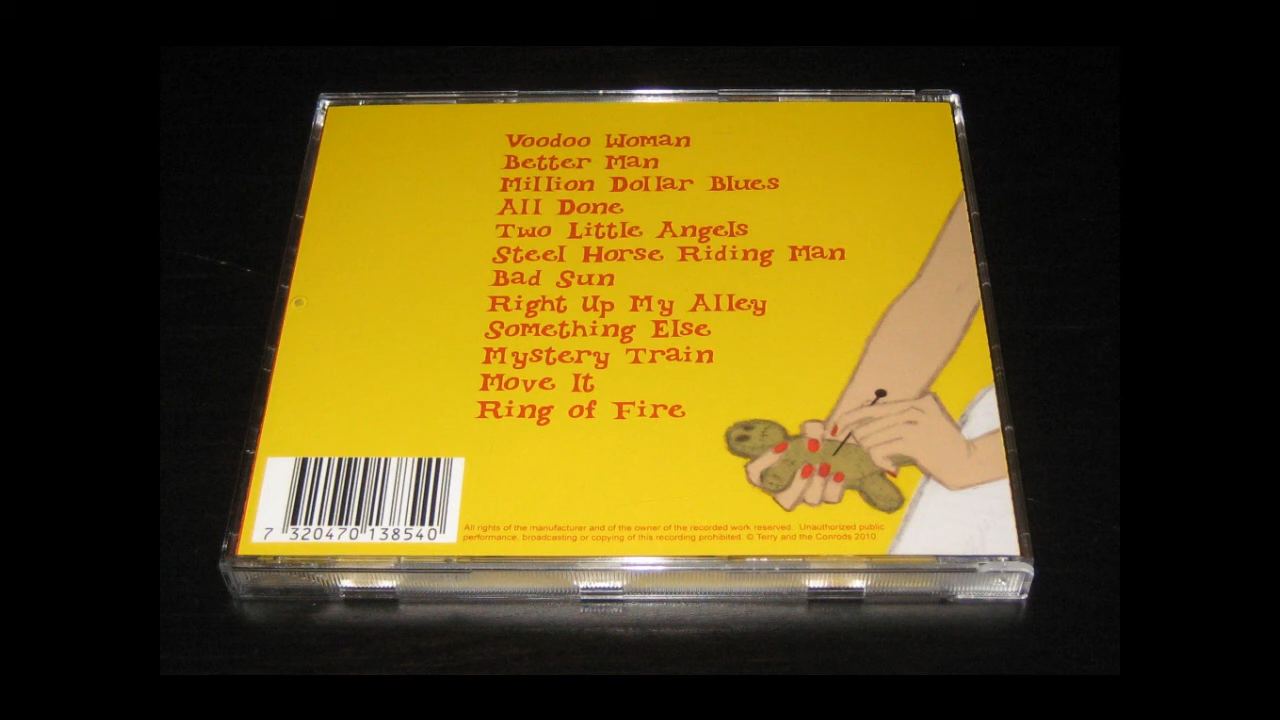 Voodoo Woman
Better Man
Million Dollar Blues
All Done
Two Little Angels
Steel Horse Riding Man
Bad Sun
Right Up My Alley
Something Else
Mystery Train
Move It
Ring of Fire
7 320470 138540
All rights of the manufacturer and of the owner of the recorded work reserved. Unauthorized public
performance, broadcasting or copying of this recording prohibited. © Terry and the Conrods 2010.